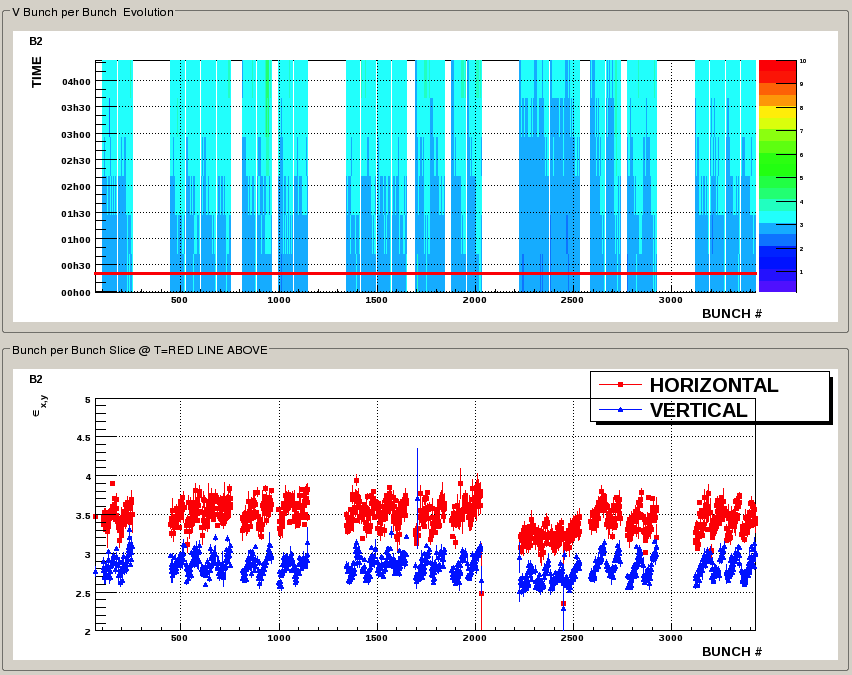 V Bunch per Bunch  Evolution
B2
TIME
04h00
03h30
03h00
02h30
02h00
01h30
01h00
00h30
00h00
500
1000
1500
2000
2500
3000
BUNCH #
10
9
8
7
6
5
4
3
2
1
Bunch per Bunch Slice @ T=RED LINE ABOVE
B2
ϵ x,y
HORIZONTAL
VERTICAL
5
4.5
4
3.5
3
2.5
2
500
1000
1500
2000
2500
3000
BUNCH #